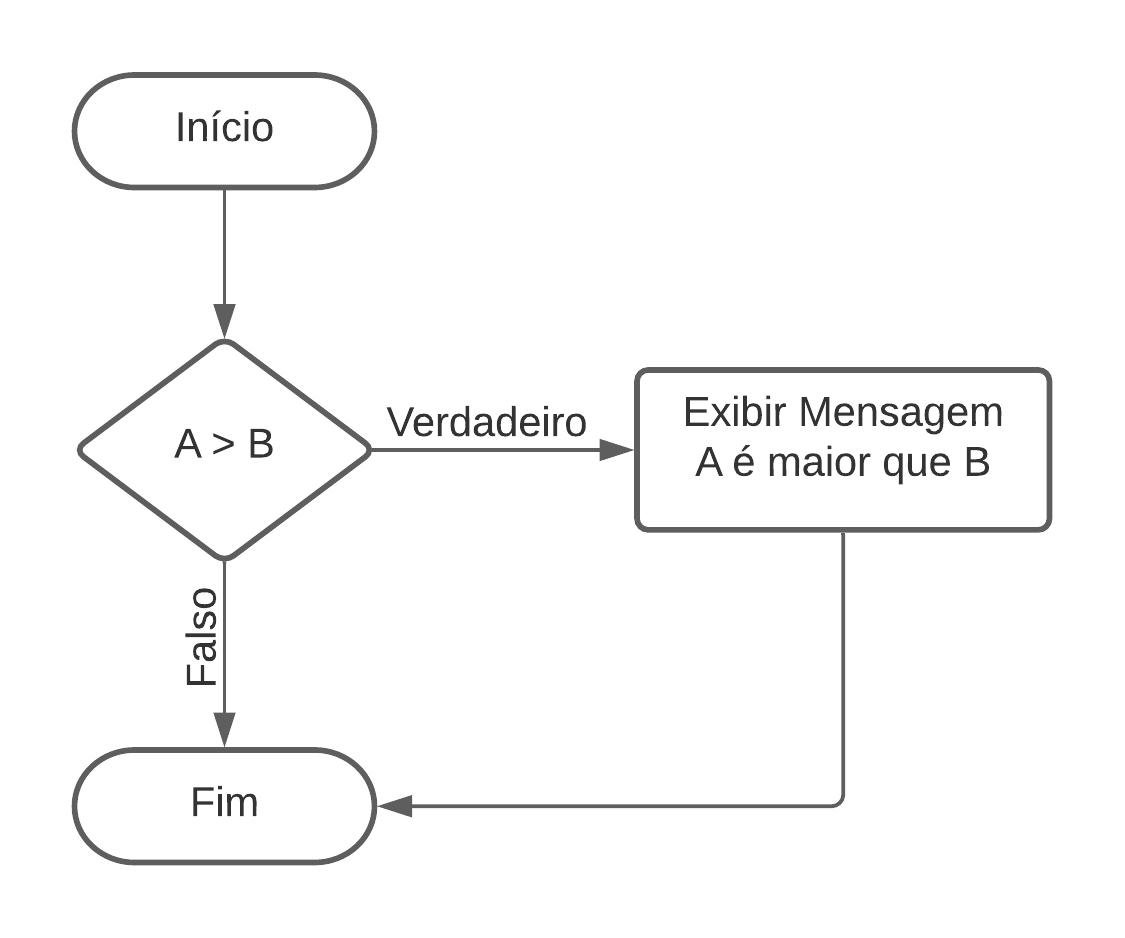 Início
A > B
Verdadeiro
Exibir Mensagem
A é maior que B
Falso
Fim